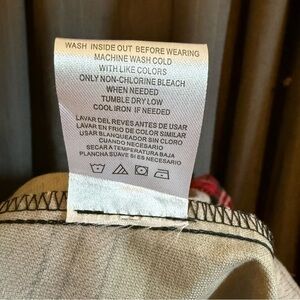 WASH INSIDE OUT BEFORE WEARING
MACHINE WASH COLD
WITH LIKE COLORS
ONLY NON-CHLORINE BLEACH
WHEN NEEDED
TUMBLE DRY LOW
COOL IRON IF NEEDED
LAVAR DEL REVES ANTES DE USAR
LAVAR EN FRIO DE COLOR SIMILAR
USAR BLANQUEADOR SIN CLORO
CUANDO NECESARIO
SECAR A TEMPERATURA BAJA
PLANCHA SUAVE SI ES NECESARIO